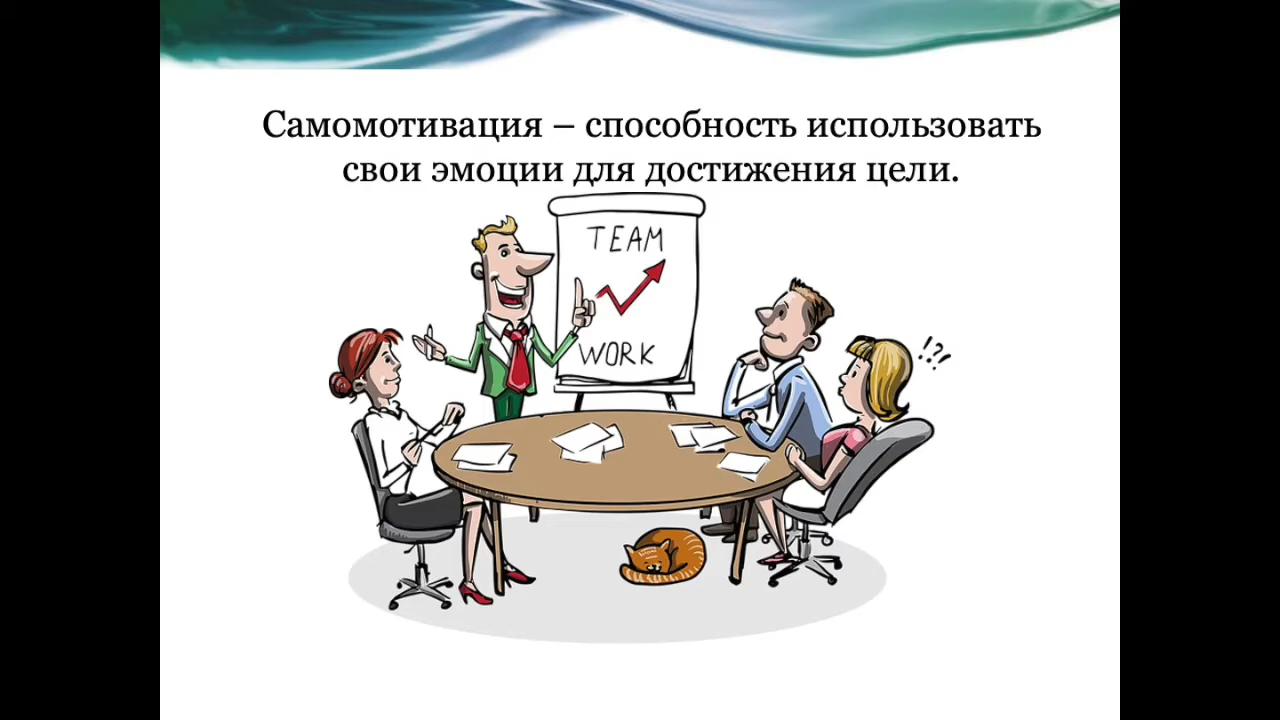 Самомотивация – способность использовать
свои эмоции для достижения цели.
TEAM
WORK
!?!